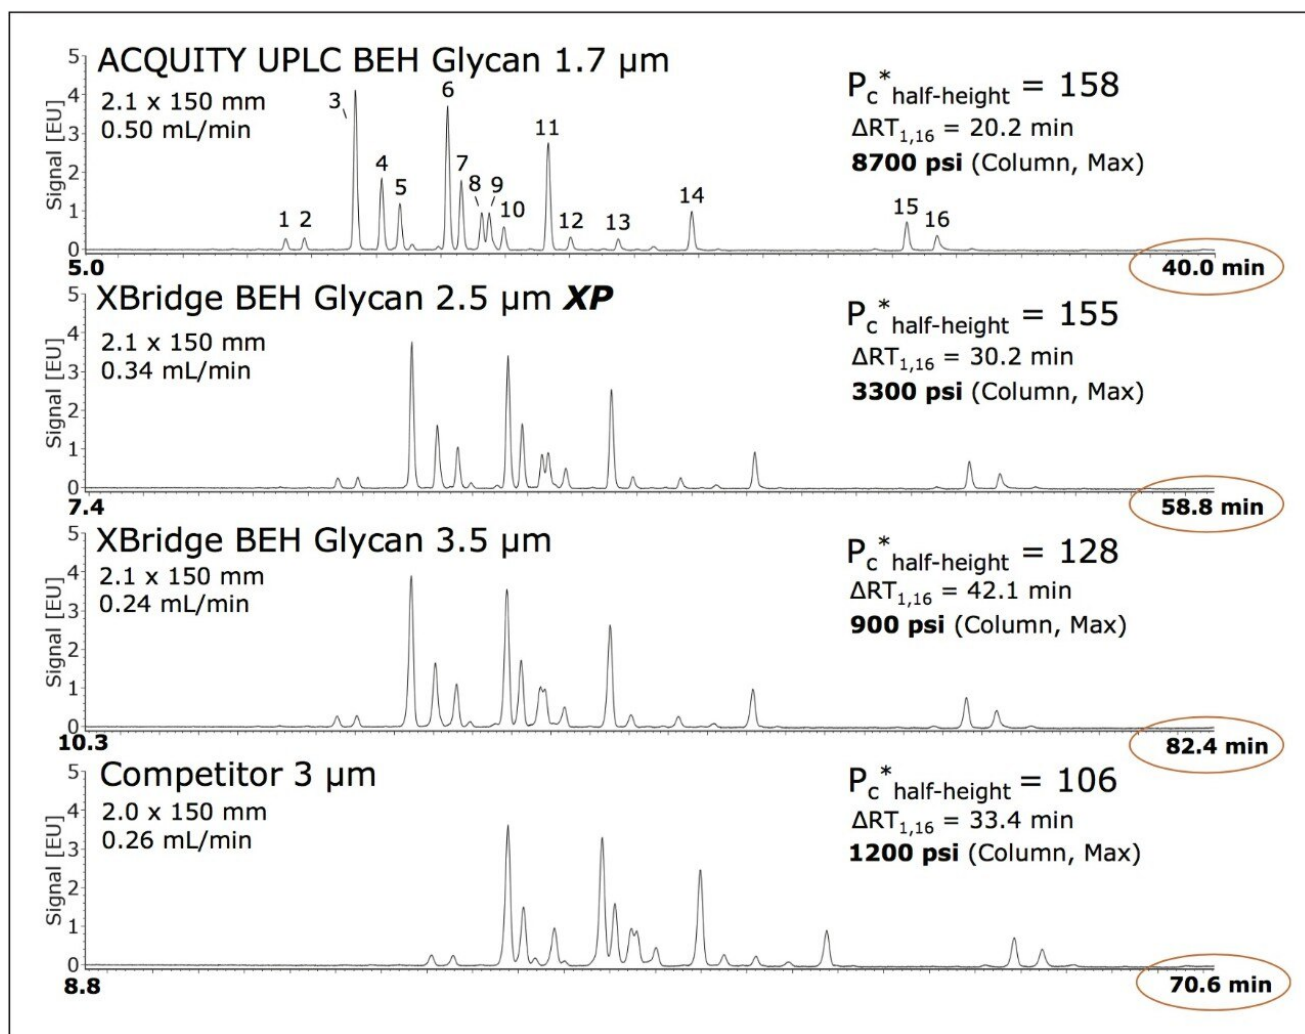 ACQUITY UPLC BEH Glycan 1.7 µm
2.1 x 150 mm
0.50 mL/min
Pc* half-height = 158
ΔRT1,16 = 20.2 min
8700 psi (Column, Max)
Signal [EU]
5
4
3
2
1
0
1 2 3 4 5 6 7 8 9 10 11 12 13 14 15 16
5.0
40.0 min
XBridge BEH Glycan 2.5 µm XP
2.1 x 150 mm
0.34 mL/min
Pc* half-height = 155
ΔRT1,16 = 30.2 min
3300 psi (Column, Max)
Signal [EU]
5
4
3
2
1
0
7.4
58.8 min
XBridge BEH Glycan 3.5 µm
2.1 x 150 mm
0.24 mL/min
Pc* half-height = 128
ΔRT1,16 = 42.1 min
900 psi (Column, Max)
Signal [EU]
5
4
3
2
1
0
10.3
82.4 min
Competitor 3 µm
2.0 x 150 mm
0.26 mL/min
Pc* half-height = 106
ΔRT1,16 = 33.4 min
1200 psi (Column, Max)
Signal [EU]
5
4
3
2
1
0
8.8
70.6 min